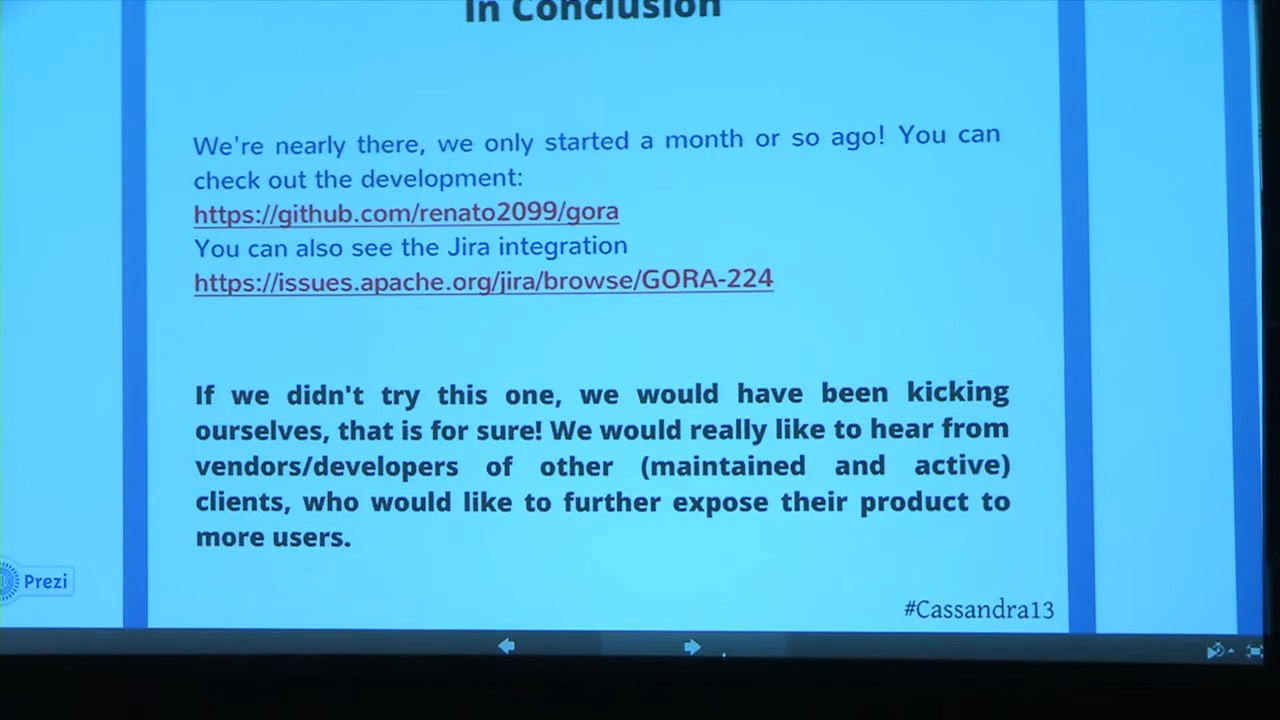 In Conclusion
We're nearly there, we only started a month or so ago! You can
check out the development:
https://github.com/renato2099/gora
You can also see the Jira integration
https://issues.apache.org/jira/browse/GORA-224
If we didn't try this one, we would have been kicking
ourselves, that is for sure! We would really like to hear from
vendors/developers of other (maintained and active)
clients, who would like to further expose their product to
more users.
Prezi
#Cassandra13